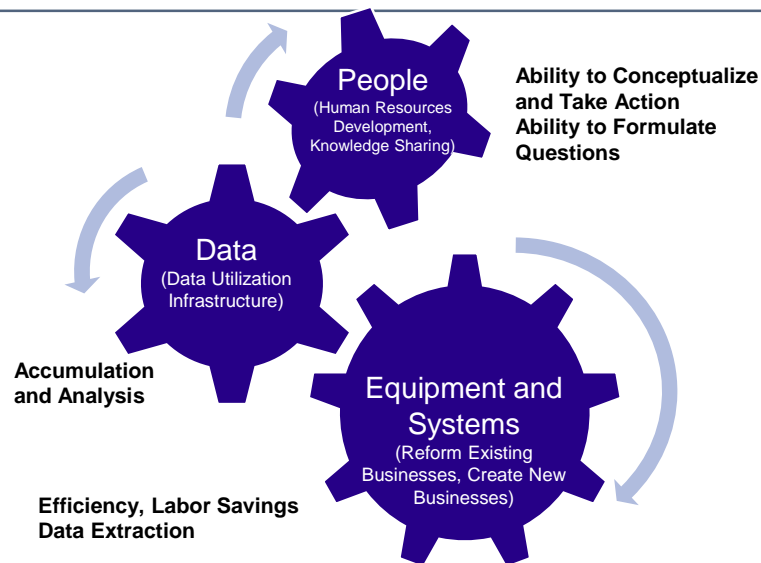 People
(Human Resources
Development,
Knowledge Sharing)
Ability to Conceptualize
and Take Action
Ability to Formulate
Questions
Data
(Data Utilization
Infrastructure)
Accumulation
and Analysis
Equipment and
Systems
(Reform Existing
Businesses, Create New
Businesses)
Efficiency, Labor Savings
Data Extraction